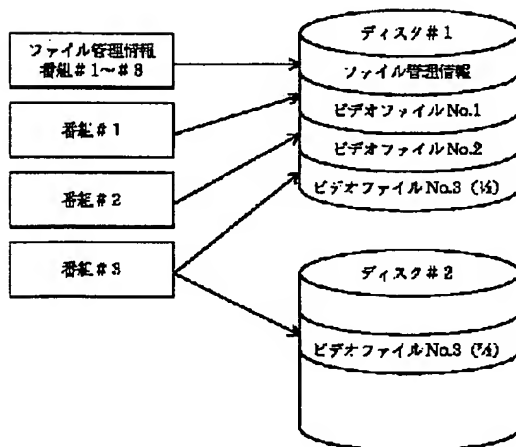 ファイル管理情報
番組＃1～＃3
番組＃1
番組＃2
番組＃3
ディスク＃1
ファイル管理情報
ビデオファイルNo.1
ビデオファイルNo.2
ビデオファイルNo.3（½）
ディスク＃2
ビデオファイルNo.3